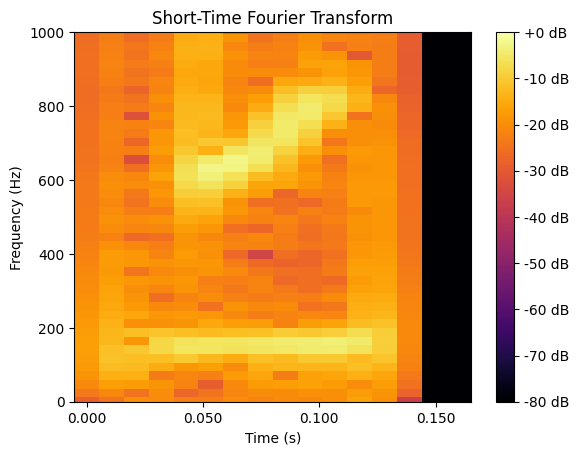 Short-Time Fourier Transform
Frequency (Hz)
1000
800
600
400
200
0
0.000
0.050
0.100
0.150
Time (s)
+0 dB
-10 dB
-20 dB
-30 dB
-40 dB
-50 dB
-60 dB
-70 dB
-80 dB